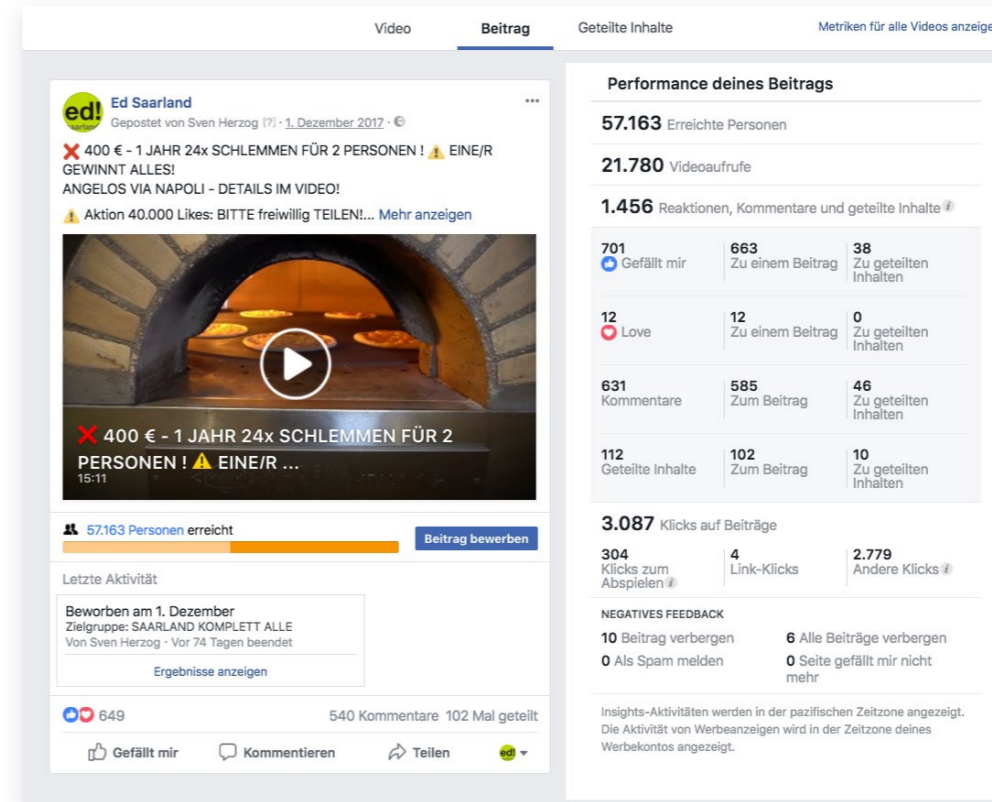 Video
Beitrag
Geteilte Inhalte
Metriken für alle Videos anzeige
ed!
saarland
Ed Saarland
Gepostet von Sven Herzog [?] · 1. Dezember 2017 ·
❌ 400 € - 1 JAHR 24x SCHLEMMEN FÜR 2 PERSONEN ! ⚠️ EINE/R
GEWINNT ALLES!
ANGELOS VIA NAPOLI - DETAILS IM VIDEO!
⚠️ Aktion 40.000 Likes: BITTE freiwillig TEILEN!... Mehr anzeigen
❌ 400 € - 1 JAHR 24x SCHLEMMEN FÜR 2
PERSONEN ! ⚠️ EINE/R ...
15:11
57.163 Personen erreicht
Beitrag bewerben
Letzte Aktivität
Beworben am 1. Dezember
Zielgruppe: SAARLAND KOMPLETT ALLE
Von Sven Herzog · Vor 74 Tagen beendet
Ergebnisse anzeigen
649
540 Kommentare 102 Mal geteilt
Gefällt mir
Kommentieren
Teilen
ed!
Performance deines Beitrags
57.163 Erreichte Personen
21.780 Videoaufrufe
1.456 Reaktionen, Kommentare und geteilte Inhalte
701
Gefällt mir
663
Zu einem Beitrag
38
Zu geteilten
Inhalten
12
Love
12
Zu einem Beitrag
0
Zu geteilten
Inhalten
631
Kommentare
585
Zum Beitrag
46
Zu geteilten
Inhalten
112
Geteilte Inhalte
102
Zum Beitrag
10
Zu geteilten
Inhalten
3.087 Klicks auf Beiträge
304
Klicks zum
Abspielen
4
Link-Klicks
2.779
Andere Klicks
NEGATIVES FEEDBACK
10 Beitrag verbergen
6 Alle Beiträge verbergen
0 Als Spam melden
0 Seite gefällt mir nicht
mehr
Insights-Aktivitäten werden in der pazifischen Zeitzone angezeigt.
Die Aktivität von Werbeanzeigen wird in der Zeitzone deines
Werbekontos angezeigt.